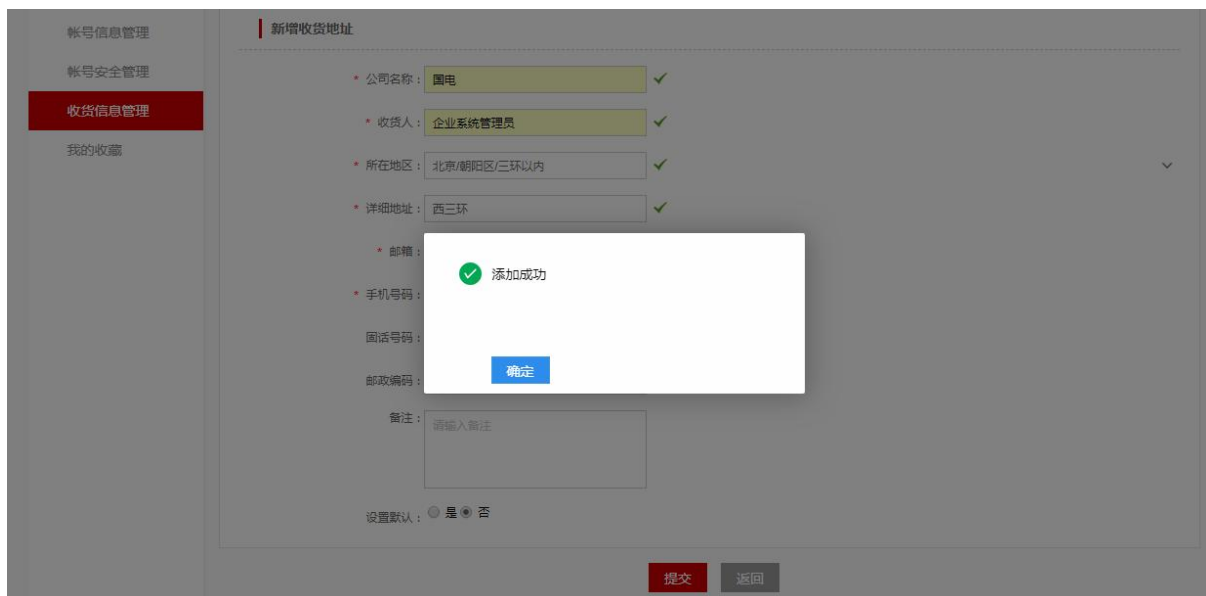 帐号信息管理
帐号安全管理
收货信息管理
我的收藏
新增收货地址
* 公司名称： 国电
* 收货人： 企业系统管理员
* 所在地区： 北京/朝阳区/三环以内
* 详细地址： 西三环
* 邮箱：
* 手机号码：
固话号码：
邮政编码：
添加成功
确定
备注： 请输入备注
设置默认： 是 否
提交 返回